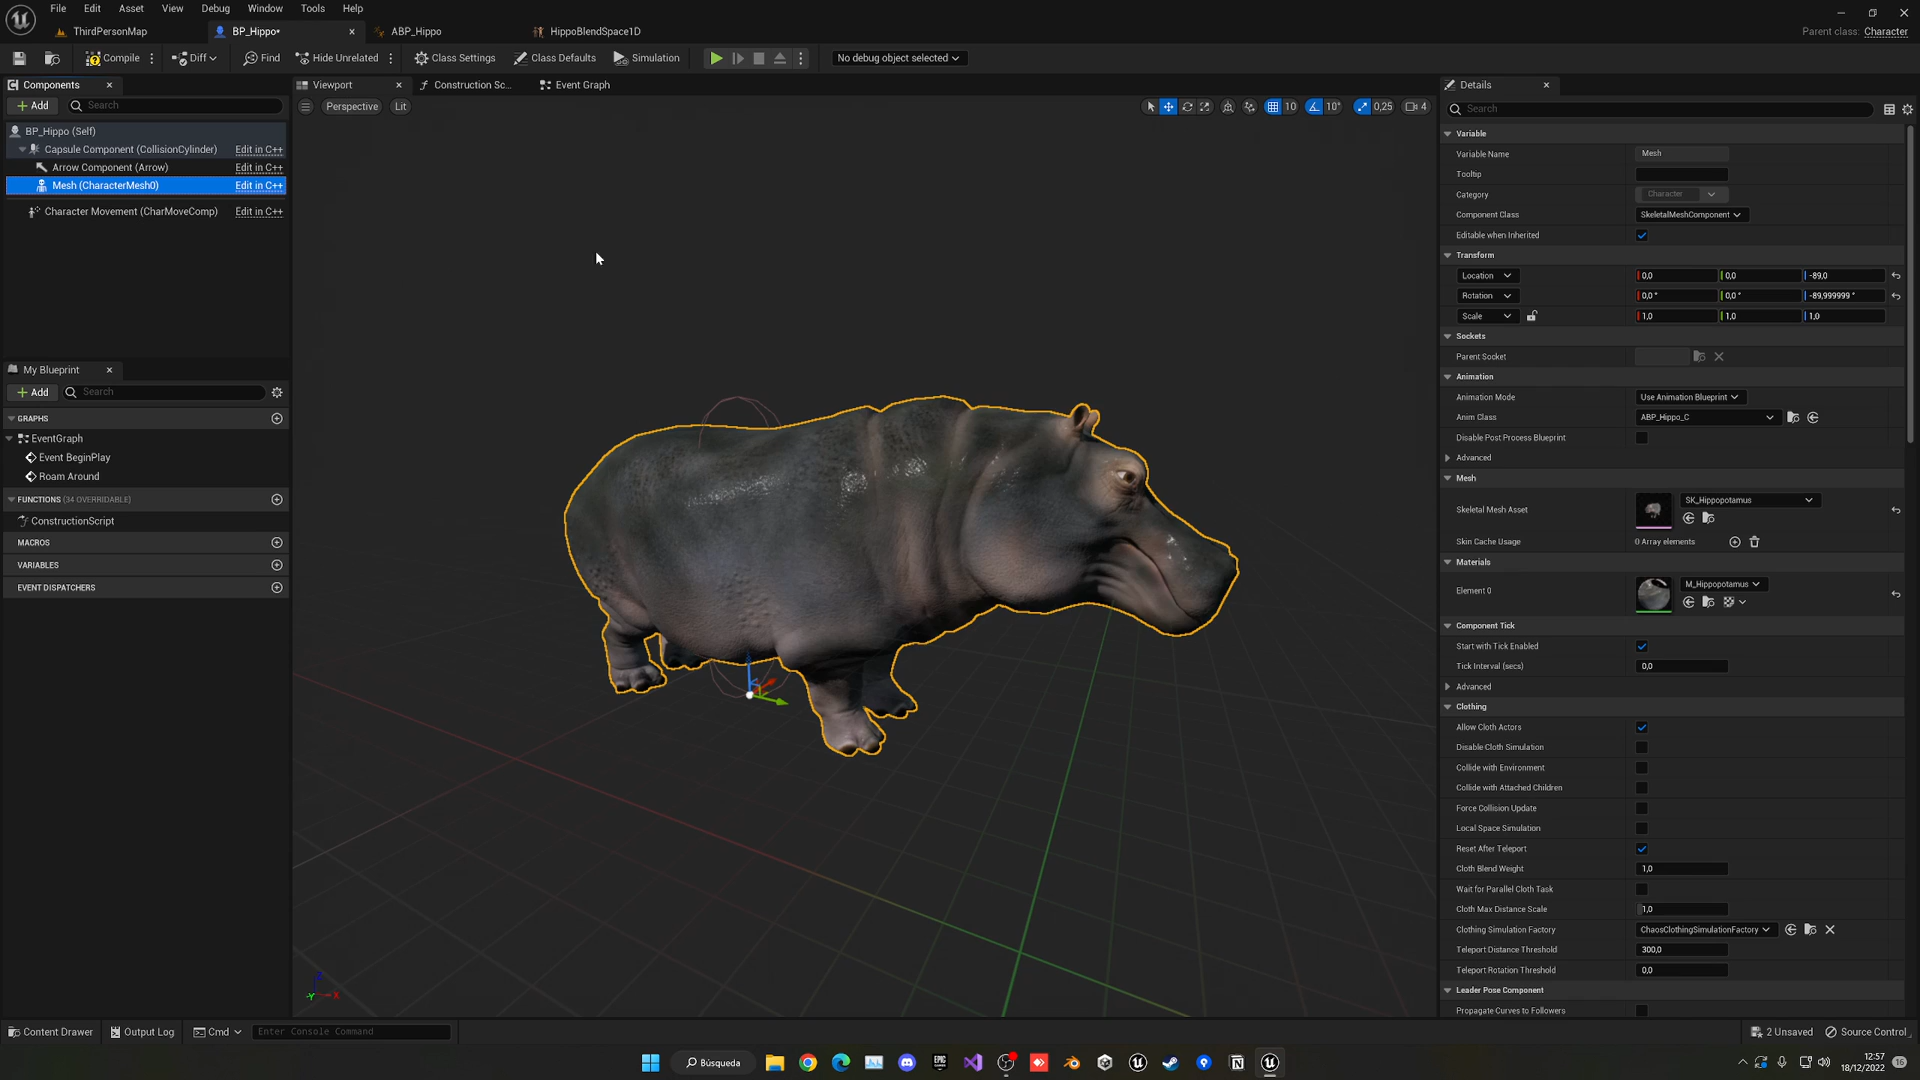 File Edit Asset View Debug Window Tools Help
ThirdPersonMap BP_Hippo• ABP_Hippo HippoBlendSpace1D Parent class: Character
Compile Diff Find Hide Unrelated Class Settings Class Defaults Simulation No debug object selected
Components
Add Search
BP_Hippo (Self)
Capsule Component (CollisionCylinder) Edit in C++
Arrow Component (Arrow) Edit in C++
Mesh (CharacterMesh0) Edit in C++
Character Movement (CharMoveComp) Edit in C++
My Blueprint
Add Search
GRAPHS
EventGraph
Event BeginPlay
Roam Around
FUNCTIONS (34 OVERRIDABLE)
ConstructionScript
MACROS
VARIABLES
EVENT DISPATCHERS
Viewport Construction Sc... Event Graph
Perspective Lit 10 10° 0,25 4
Z
-Y X
Details
Search
Variable
Variable Name Mesh
Tooltip
Category Character
Component Class SkeletalMeshComponent
Editable when Inherited
Transform
Location 0,0 0,0 -89,0
Rotation 0,0 ° 0,0 ° -89,999999 °
Scale 1,0 1,0 1,0
Sockets
Parent Socket
Animation
Animation Mode Use Animation Blueprint
Anim Class ABP_Hippo_C
Disable Post Process Blueprint
Advanced
Mesh
Skeletal Mesh Asset SK_Hippopotamus
Skin Cache Usage 0 Array elements
Materials
Element 0 M_Hippopotamus
Component Tick
Start with Tick Enabled
Tick Interval (secs) 0,0
Advanced
Clothing
Allow Cloth Actors
Disable Cloth Simulation
Collide with Environment
Collide with Attached Children
Force Collision Update
Local Space Simulation
Reset After Teleport
Cloth Blend Weight 1,0
Wait for Parallel Cloth Task
Cloth Max Distance Scale 1,0
Clothing Simulation Factory ChaosClothingSimulationFactory
Teleport Distance Threshold 300,0
Teleport Rotation Threshold 0,0
Leader Pose Component
Propagate Curves to Followers
Content Drawer Output Log Cmd Enter Console Command 2 Unsaved Source Control
Búsqueda
EPIC GAMES
12:57
18/12/2022
16